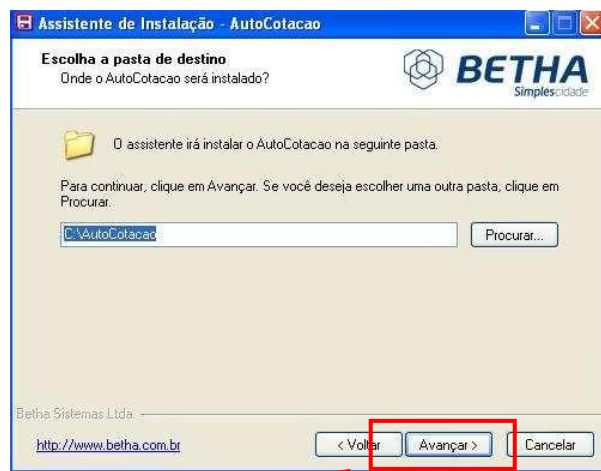 Assistente de Instalação - AutoCotacao
Escolha a pasta de destino
Onde o AutoCotacao será instalado?
BETHA
Simplescidade
O assistente irá instalar o AutoCotacao na seguinte pasta.
Para continuar, clique em Avançar. Se você deseja escolher uma outra pasta, clique em
Procurar.
C:\AutoCotacao
Procurar...
Betha Sistemas Ltda.
http://www.betha.com.br
< Voltar
Avançar >
Cancelar